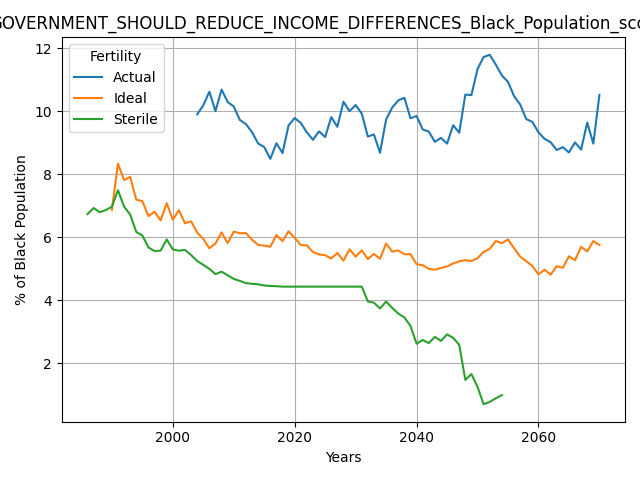 GOVERNMENT_SHOULD_REDUCE_INCOME_DIFFERENCES_Black_Population_sco
Fertility
Actual
Ideal
Sterile
12
10
8
6
4
2
% of Black Population
2000 2020 2040 2060
Years